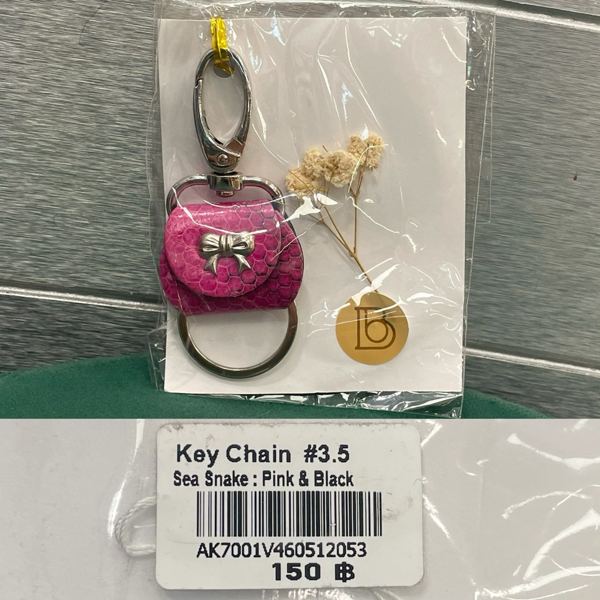 B
Key Chain #3.5
Sea Snake : Pink & Black
AK7001V460512053
150 ฿